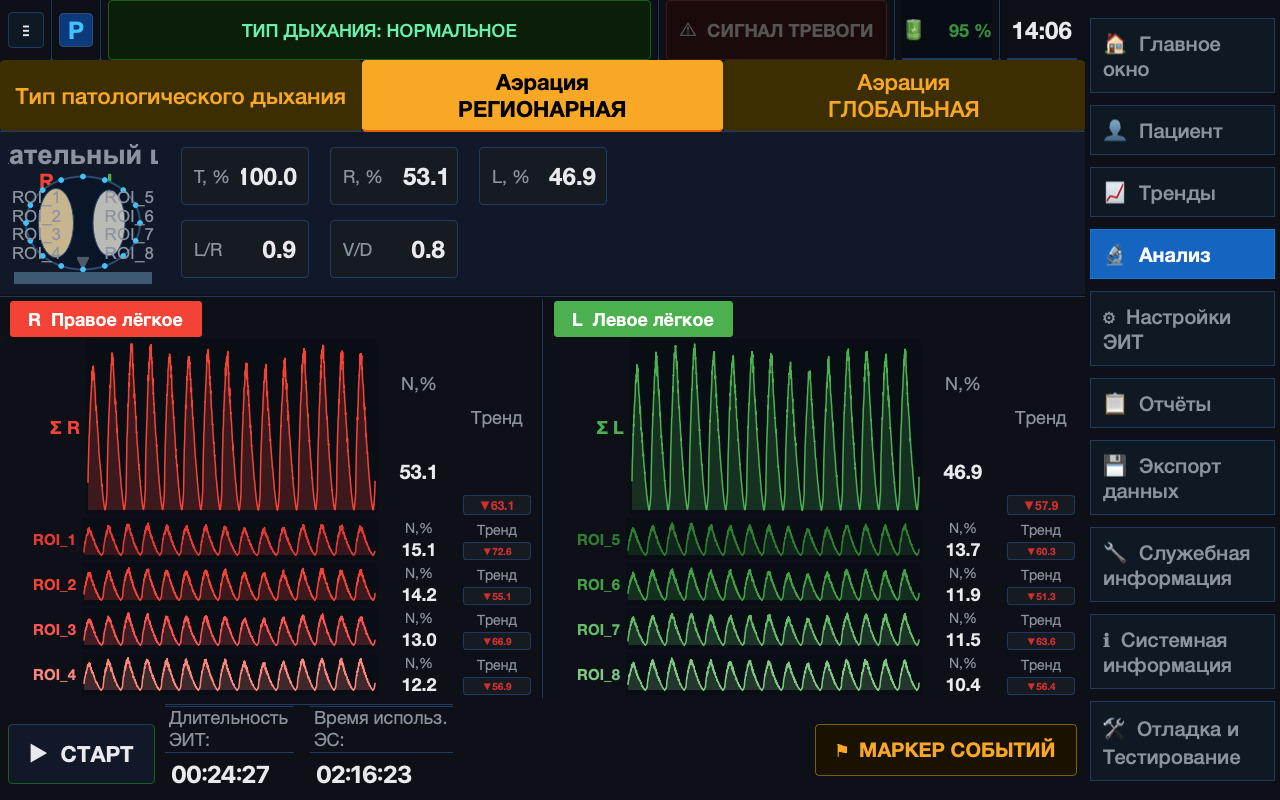 P
ТИП ДЫХАНИЯ: НОРМАЛЬНОЕ
СИГНАЛ ТРЕВОГИ
95 %
14:06
Тип патологического дыхания
Аэрация
РЕГИОНАРНАЯ
Аэрация
ГЛОБАЛЬНАЯ
ательный
R
ROI_1
ROI_2
ROI_3
ROI_4
ROI_5
ROI_6
ROI_7
ROI_8
T, % 100.0
R, % 53.1
L, % 46.9
L/R 0.9
V/D 0.8
R Правое лёгкое
Σ R
N,%
53.1
Тренд
▼63.1
ROI_1
N,%
15.1
Тренд
▼72.6
ROI_2
N,%
14.2
Тренд
▼55.1
ROI_3
N,%
13.0
Тренд
▼66.9
ROI_4
N,%
12.2
Тренд
▼56.9
L Левое лёгкое
Σ L
N,%
46.9
Тренд
▼57.9
ROI_5
N,%
13.7
Тренд
▼60.3
ROI_6
N,%
11.9
Тренд
▼51.3
ROI_7
N,%
11.5
Тренд
▼63.6
ROI_8
N,%
10.4
Тренд
▼56.4
СТАРТ
Длительность
ЭИТ:
00:24:27
Время использ.
ЭС:
02:16:23
МАРКЕР СОБЫТИЙ
Главное
окно
Пациент
Тренды
Анализ
Настройки
ЭИТ
Отчёты
Экспорт
данных
Служебная
информация
Системная
информация
Отладка и
Тестирование